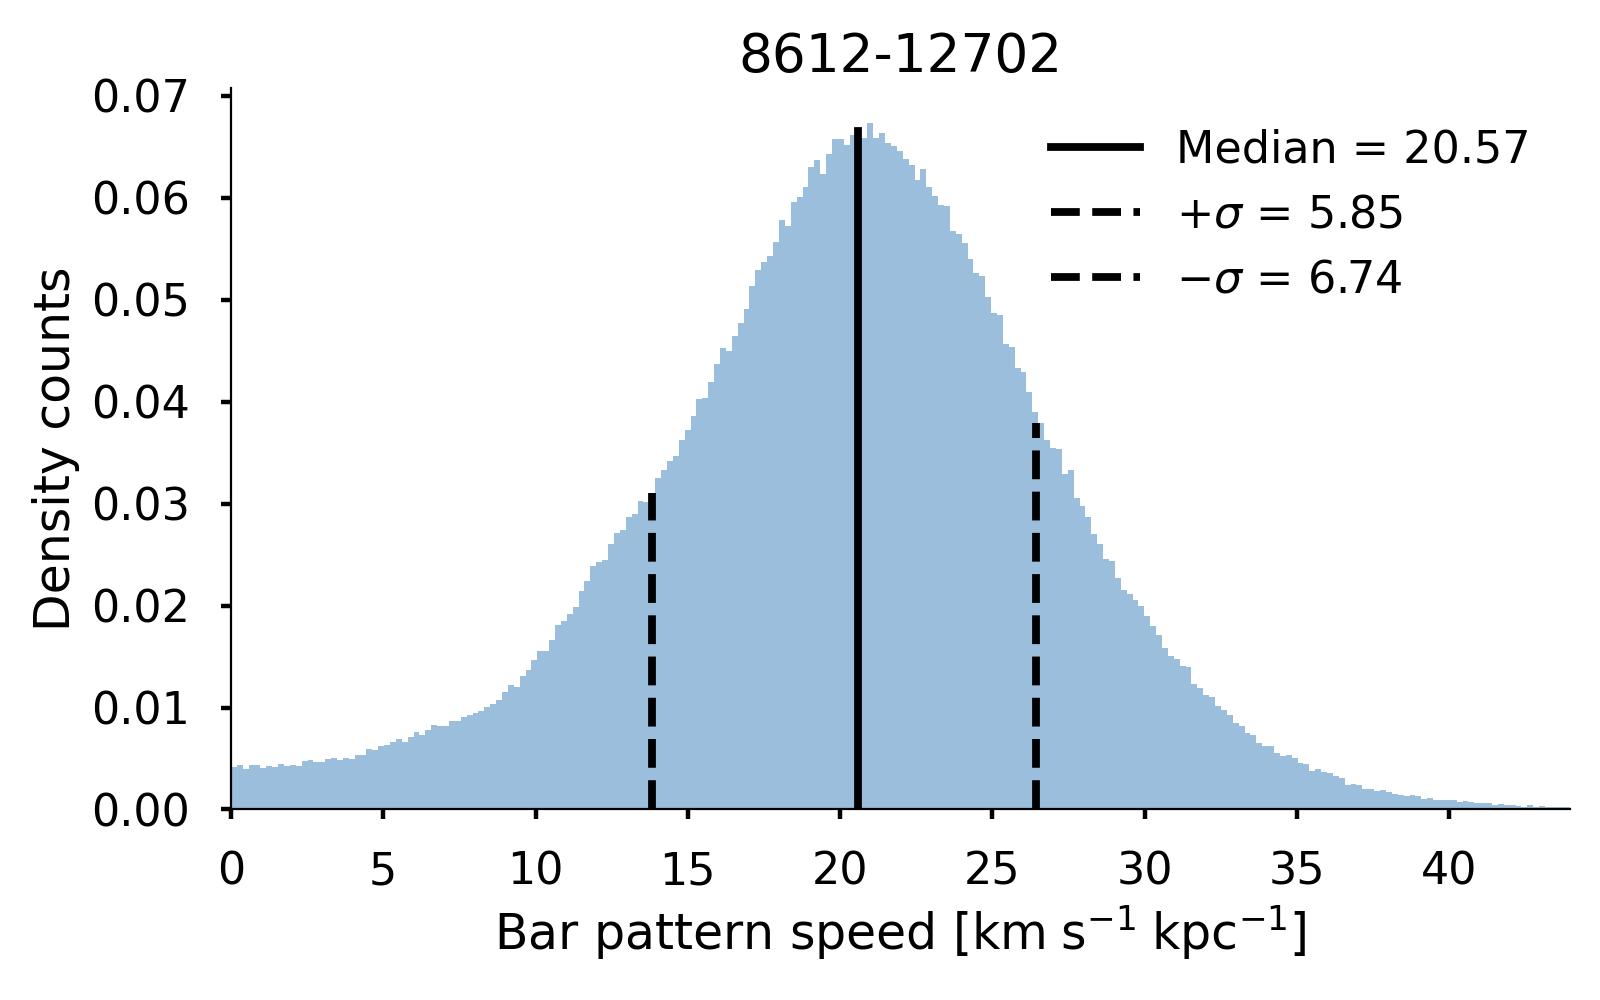 8612-12702
Median = 20.57
+σ = 5.85
−σ = 6.74
Density counts
0.07
0.06
0.05
0.04
0.03
0.02
0.01
0.00
0 5 10 15 20 25 30 35 40
Bar pattern speed [km s⁻¹ kpc⁻¹]